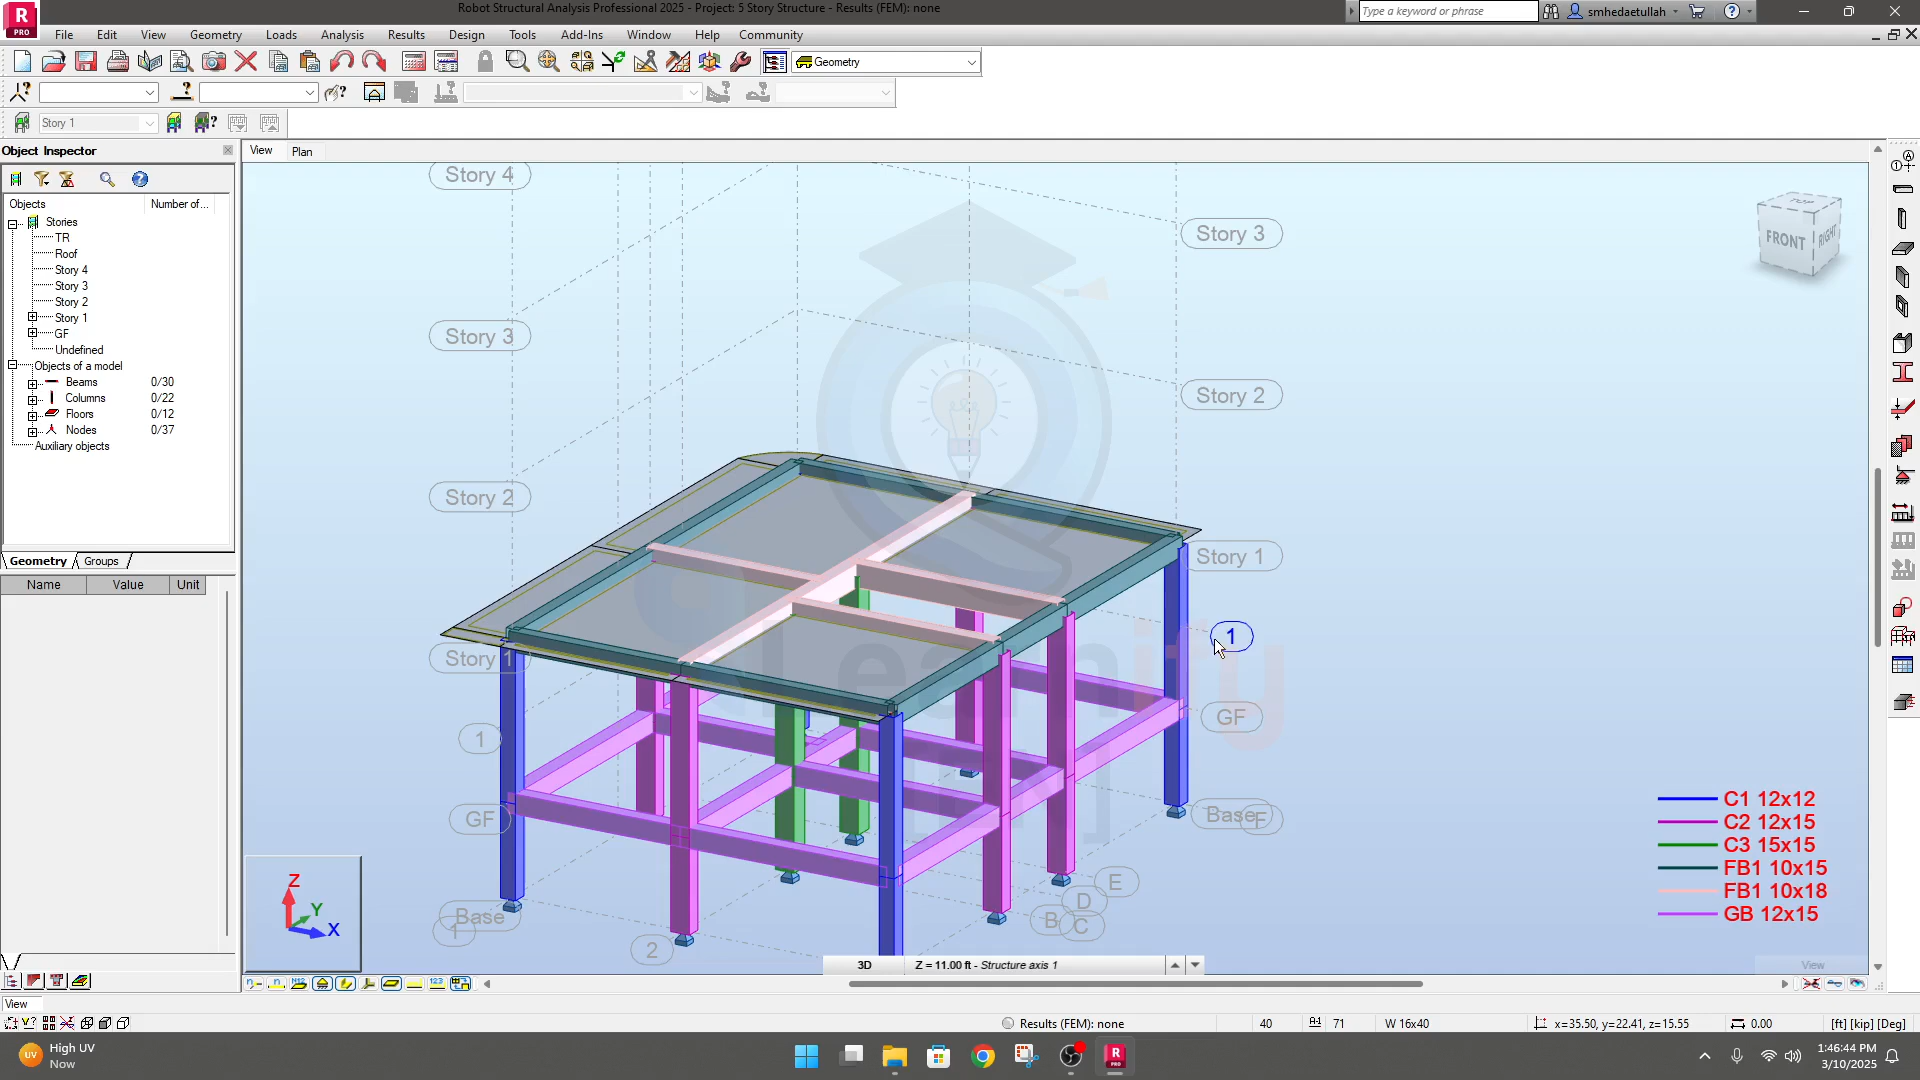 Robot Structural Analysis Professional 2025 - Project: 5 Story Structure - Results (FEM): none
Type a keyword or phrase
smhedaetullah
R
PRO
File Edit View Geometry Loads Analysis Results Design Tools Add-Ins Window Help Community
Geometry
Story 1
Object Inspector
View Plan
Objects Number of...
Stories
TR
Roof
Story 4
Story 3
Story 2
Story 1
GF
Undefined
Objects of a model
Beams 0/30
Columns 0/22
Floors 0/12
Nodes 0/37
Auxiliary objects
Geometry Groups
Name Value Unit
Story 4
Story 3
Story 3
Story 2
Story 2
Story 1
Story 1
1
GF
1
GF
Base
F
Base
1
2
B
C
D
E
TOP
FRONT
RIGHT
Learnify
[EN]
C1 12x12
C2 12x15
C3 15x15
FB1 10x15
FB1 10x18
GB 12x15
Z
Y
X
3D Z = 11.00 ft - Structure axis 1
View
View
Results (FEM): none 40 71 W 16x40 x=35.50, y=22.41, z=15.55 0.00 [ft] [kip] [Deg]
UV
High UV
Now
1:46:44 PM
3/10/2025